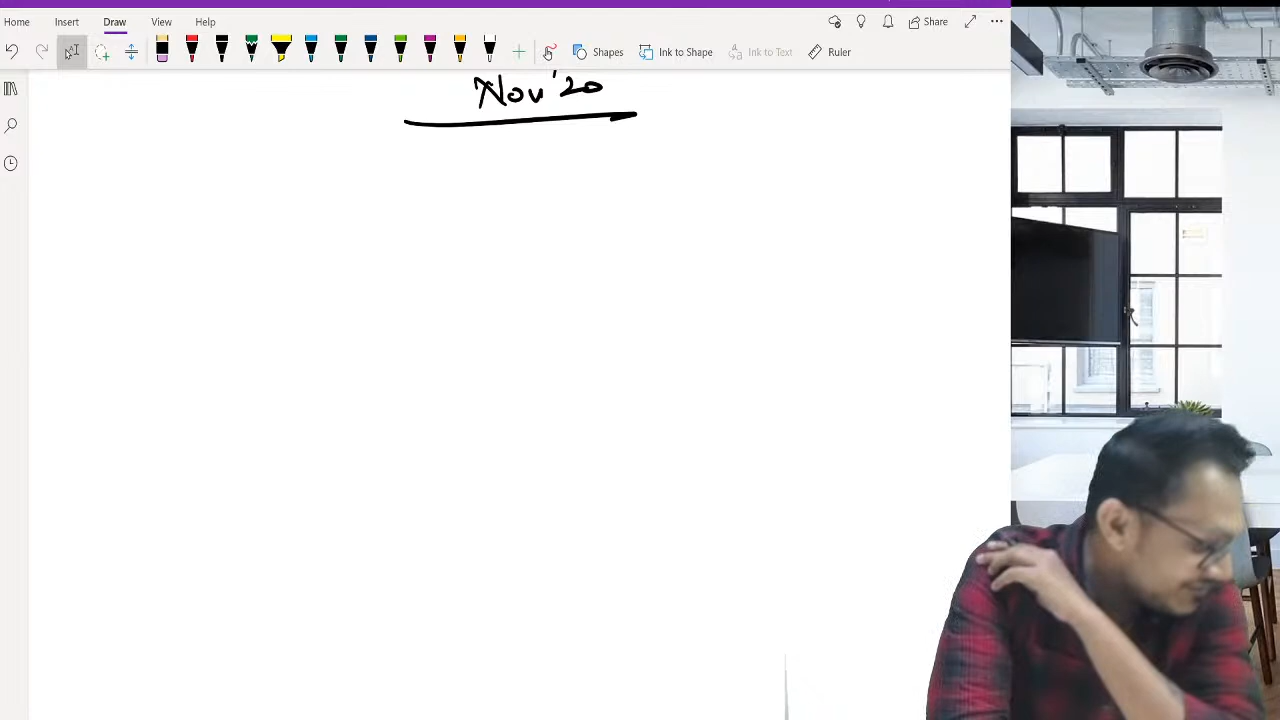 Home Insert Draw View Help Share
Shapes Ink to Shape Ink to Text Ruler
Nov '20